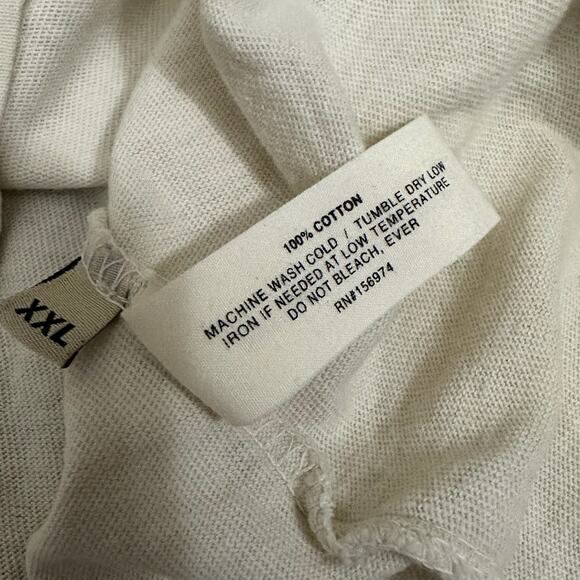 100% COTTON
MACHINE WASH COLD / TUMBLE DRY LOW
IRON IF NEEDED AT LOW TEMPERATURE
DO NOT BLEACH, EVER
RN#156974
XXL